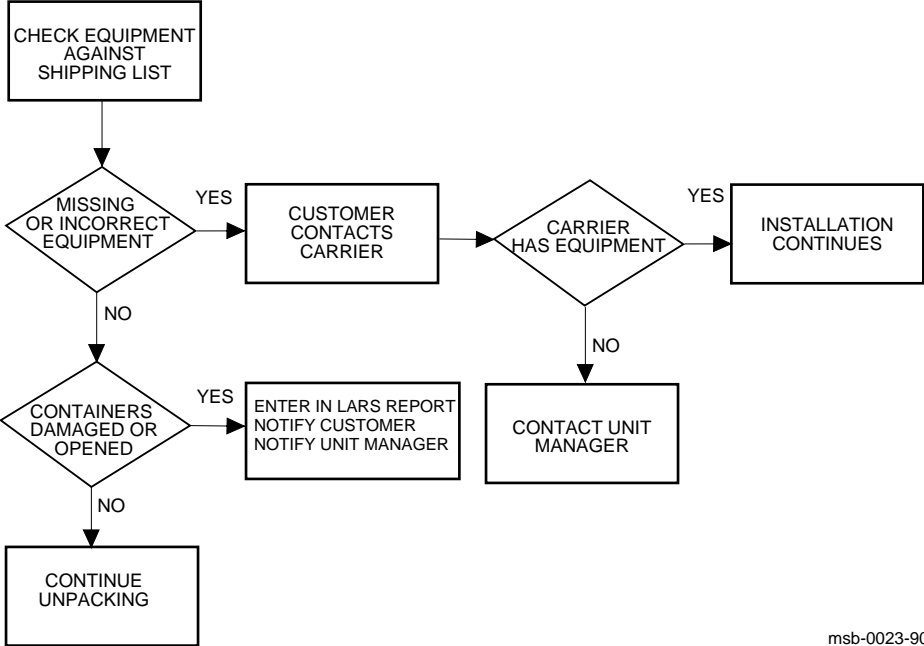 CHECK EQUIPMENT
AGAINST
SHIPPING LIST
MISSING
OR INCORRECT
EQUIPMENT
YES
CUSTOMER
CONTACTS
CARRIER
CARRIER
HAS EQUIPMENT
YES
INSTALLATION
CONTINUES
NO
NO
CONTAINERS
DAMAGED OR
OPENED
YES
ENTER IN LARS REPORT
NOTIFY CUSTOMER
NOTIFY UNIT MANAGER
CONTACT UNIT
MANAGER
NO
CONTINUE
UNPACKING
msb-0023-90